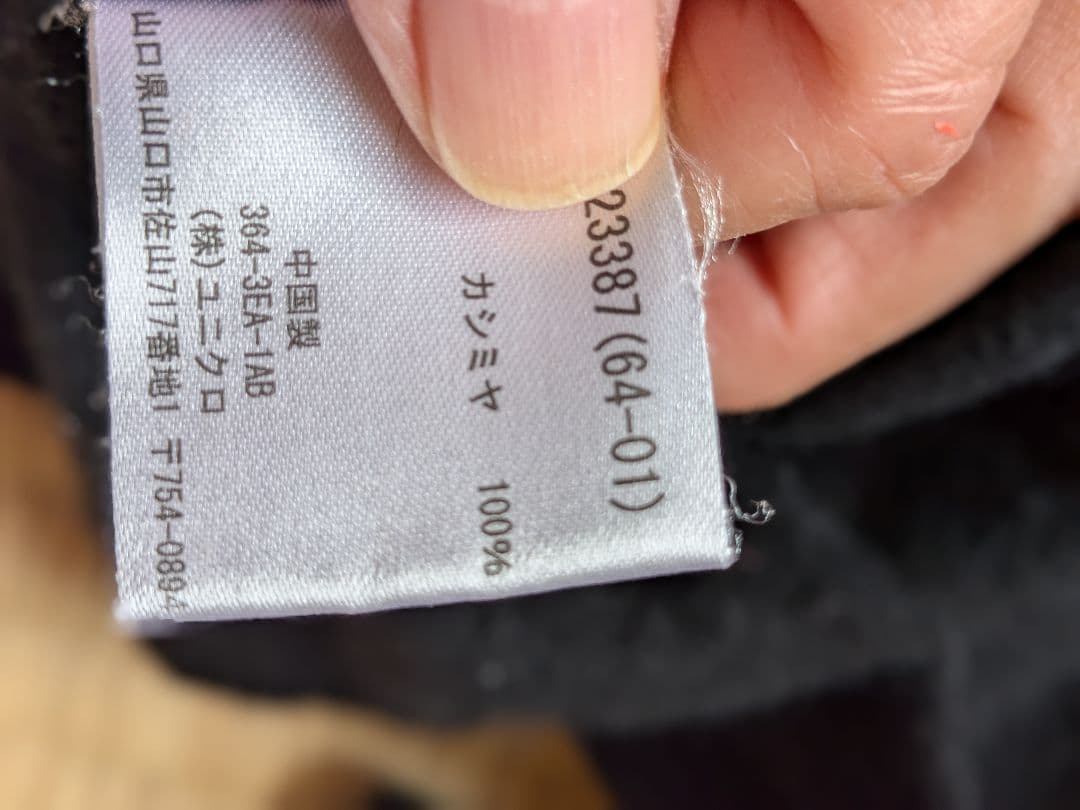 23387(64-01)
カシミヤ 100%
中国製
364-3EA-1AB
(株)ユニクロ
山口県山口市佐山717番地1 〒754-0894